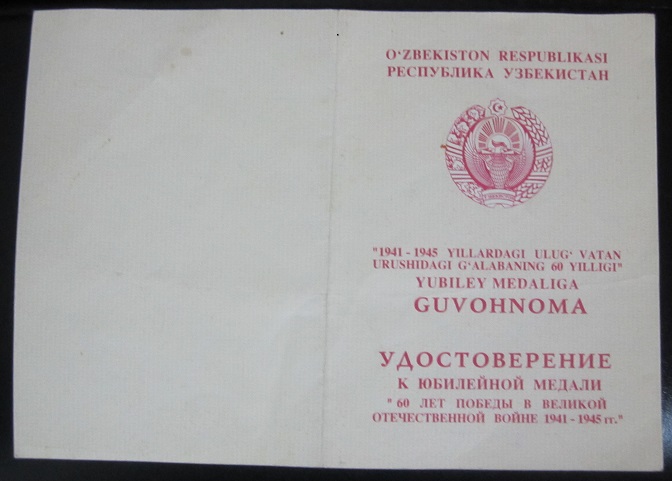 O‘ZBEKISTON RESPUBLIKASI
РЕСПУБЛИКА УЗБЕКИСТАН
"1941 - 1945 YILLARDAGI ULUG‘ VATAN
URUSHIDAGI G‘ALABANING 60 YILLIGI"
YUBILEY MEDALIGA
GUVOHNOMA
УДОСТОВЕРЕНИЕ
К ЮБИЛЕЙНОЙ МЕДАЛИ
" 60 ЛЕТ ПОБЕДЫ В ВЕЛИКОЙ
ОТЕЧЕСТВЕННОЙ ВОЙНЕ 1941 - 1945 гг."